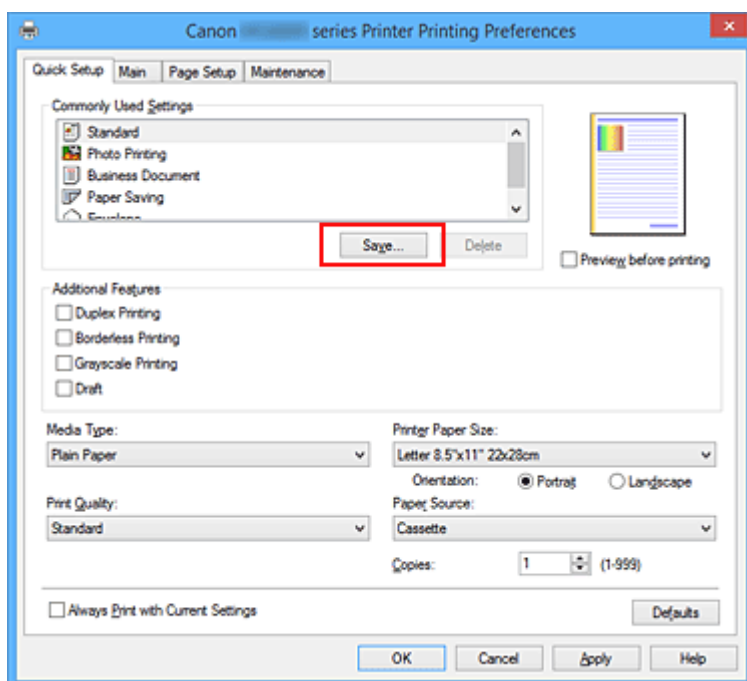 Canon series Printer Printing Preferences
Quick Setup Main Page Setup Maintenance
Commonly Used Settings
Standard
Photo Printing
Business Document
Paper Saving
Envelope
Save... Delete
Preview before printing
Additional Features
Duplex Printing
Borderless Printing
Grayscale Printing
Draft
Media Type: Printer Paper Size:
Plain Paper Letter 8.5"x11" 22x28cm
Orientation: Portrait Landscape
Print Quality: Paper Source:
Standard Cassette
Copies: 1 (1-999)
Always Print with Current Settings Defaults
OK Cancel Apply Help